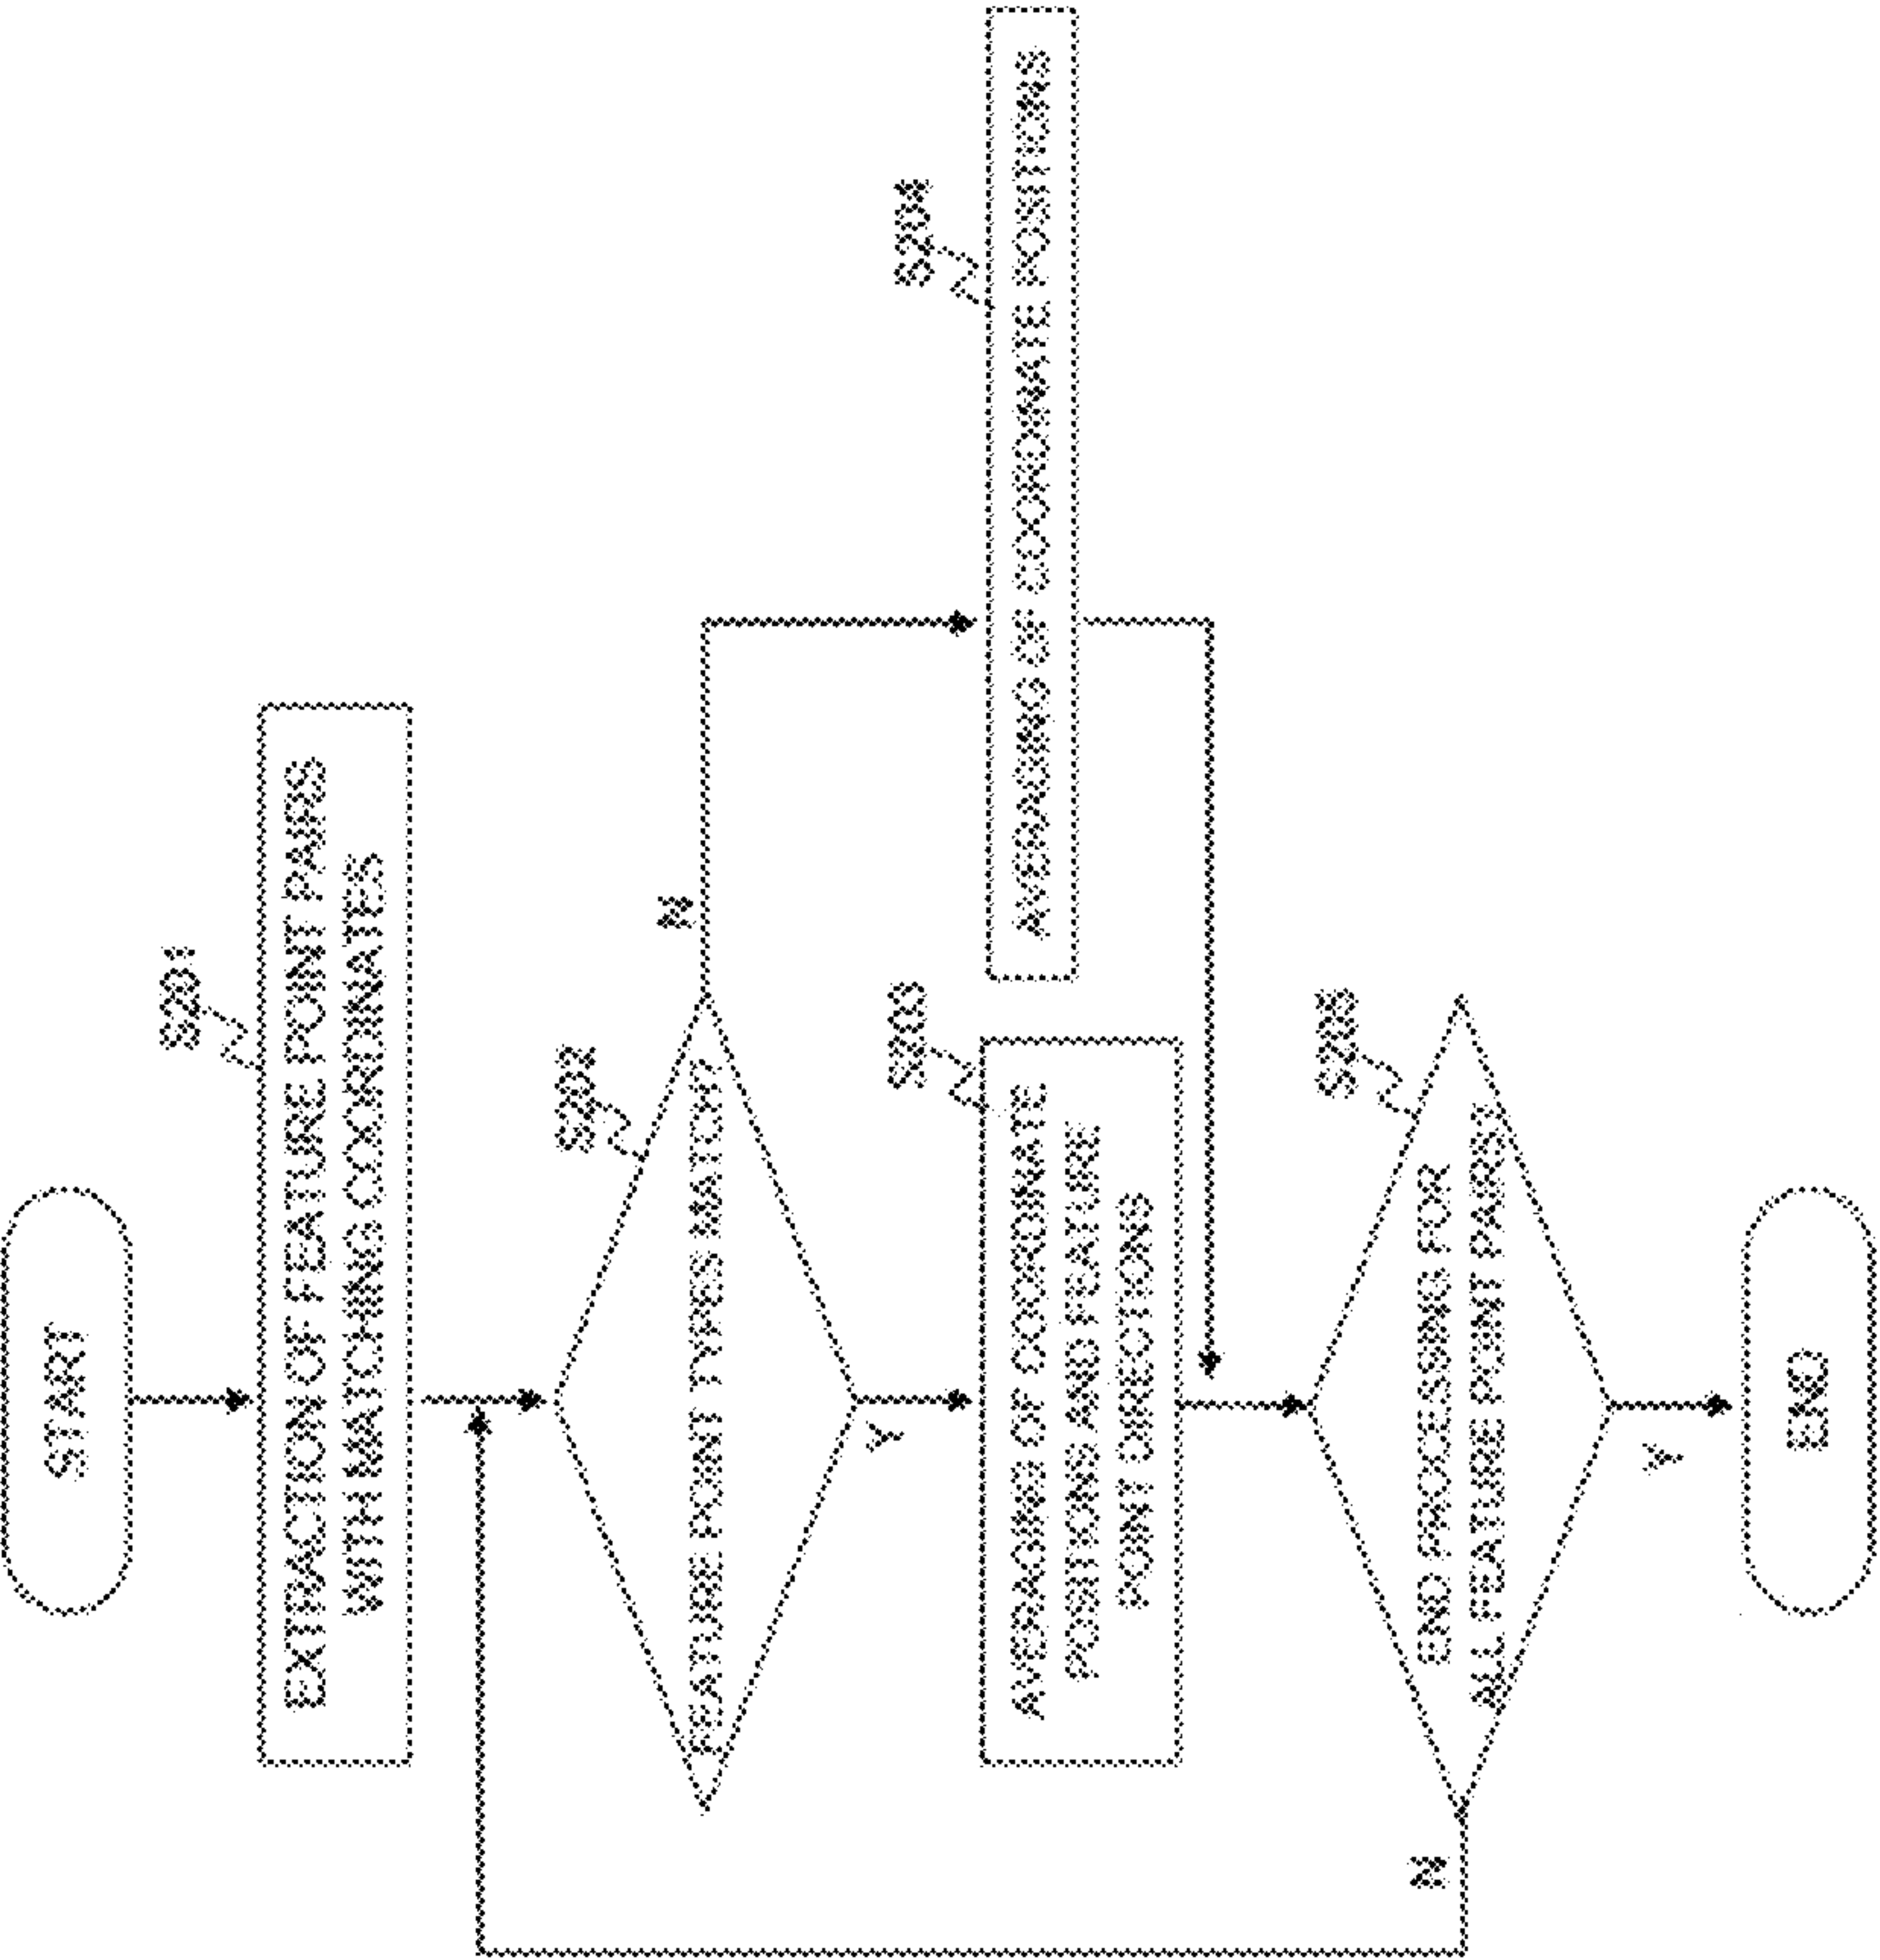 START
S201
EXTRACTION OF FEATURE POINT PAIRS
WITH MATCHING COORDINATES
S202
FEATURE POINT TYPES MATCH?
N
Y
S203
AVERAGING OF COORDINATE
POSITIONS AND FEATURE
POINT DIRECTIONS
S204
AVERAGING OF COORDINATE POSITIONS
S205
END PROCESSING FOR
ALL FEATURE POINT PAIRS?
N
Y
END